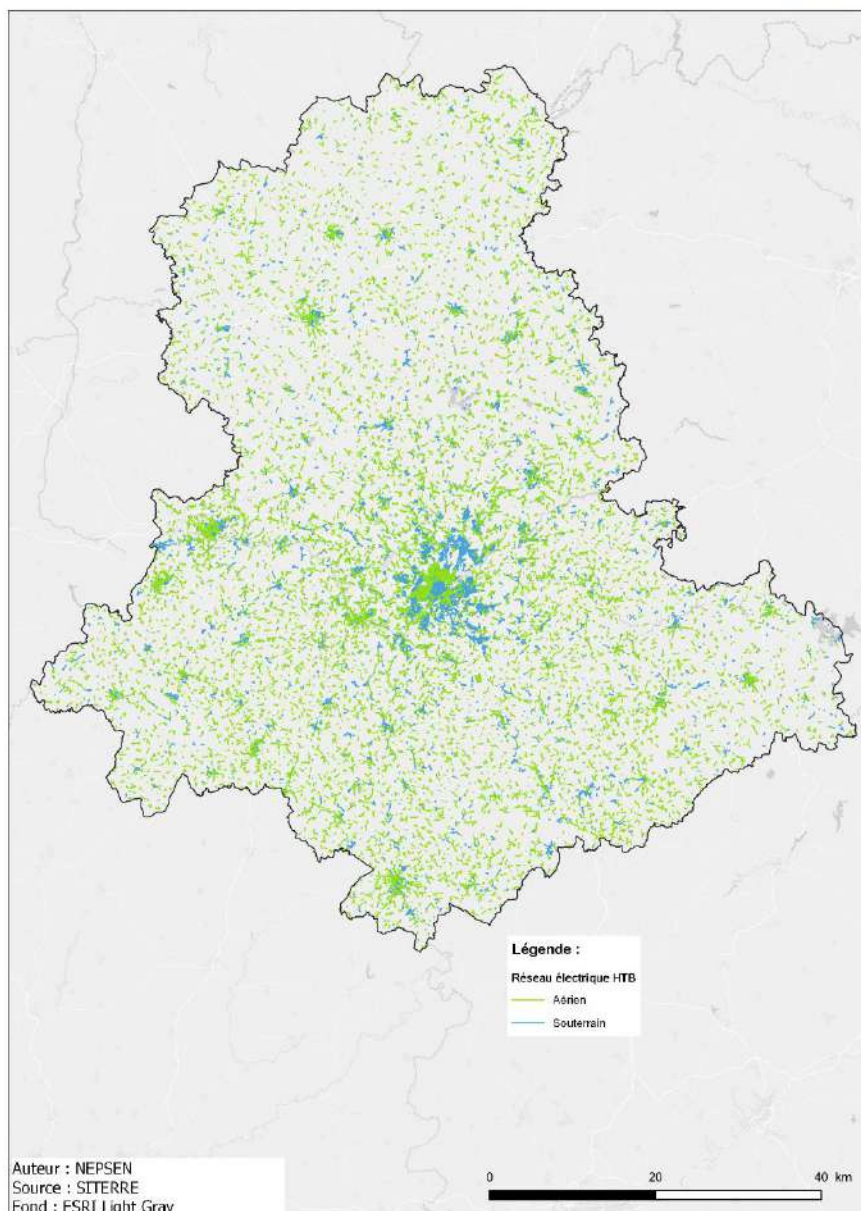 Légende :
Réseau électrique HTB
Aérien
Souterrain
Auteur : NEPSEN
Source : SITERRE
Fond : ESRI Light Gray
0 20 40 km